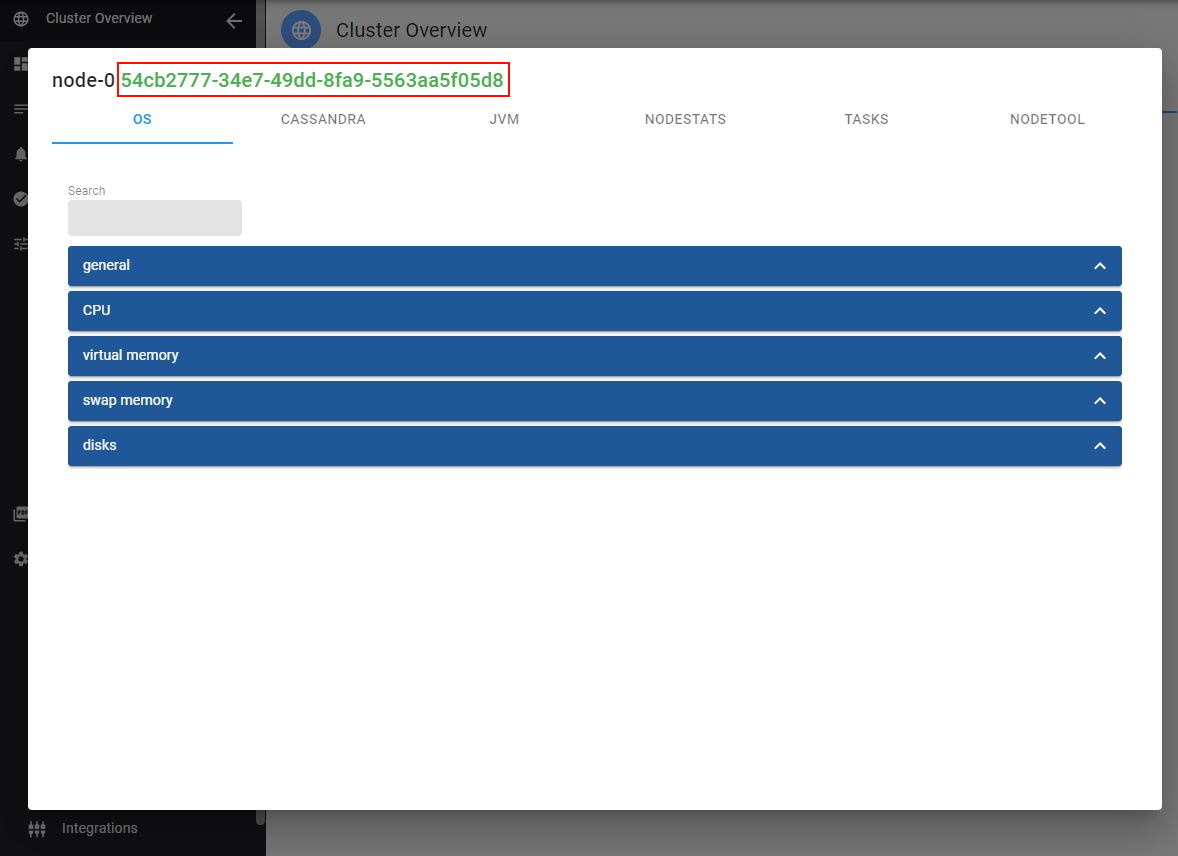 Cluster Overview
Cluster Overview
node-0 54cb2777-34e7-49dd-8fa9-5563aa5f05d8
OS CASSANDRA JVM NODESTATS TASKS NODETOOL
Search
general
CPU
virtual memory
swap memory
disks
PDF
Integrations